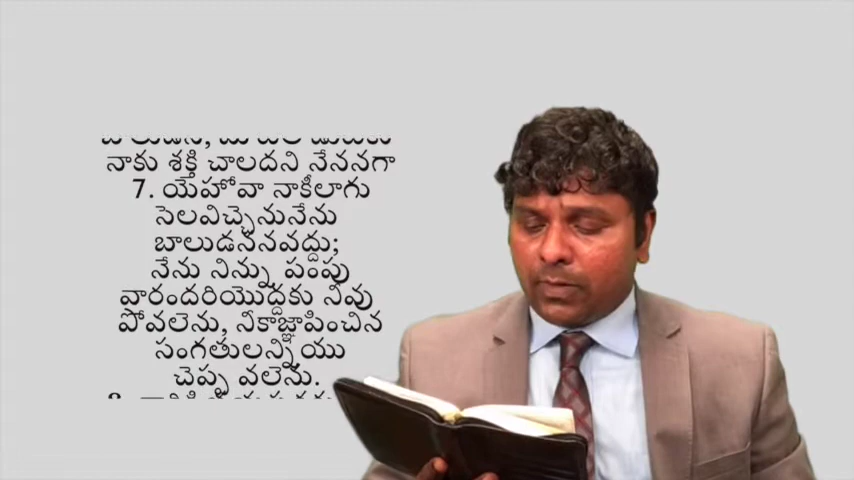 నాకు శక్తి చాలదని నేననగా
7. యెహోవా నాకీలాగు
సెలవిచ్చెనునేను
బాలుడననవద్దు;
నేను నిన్ను పంపు
వారందరియొద్దకు నీవు
పోవలెను, నీకాజ్ఞాపించిన
సంగతులన్నియు
చెప్ప వలెను.